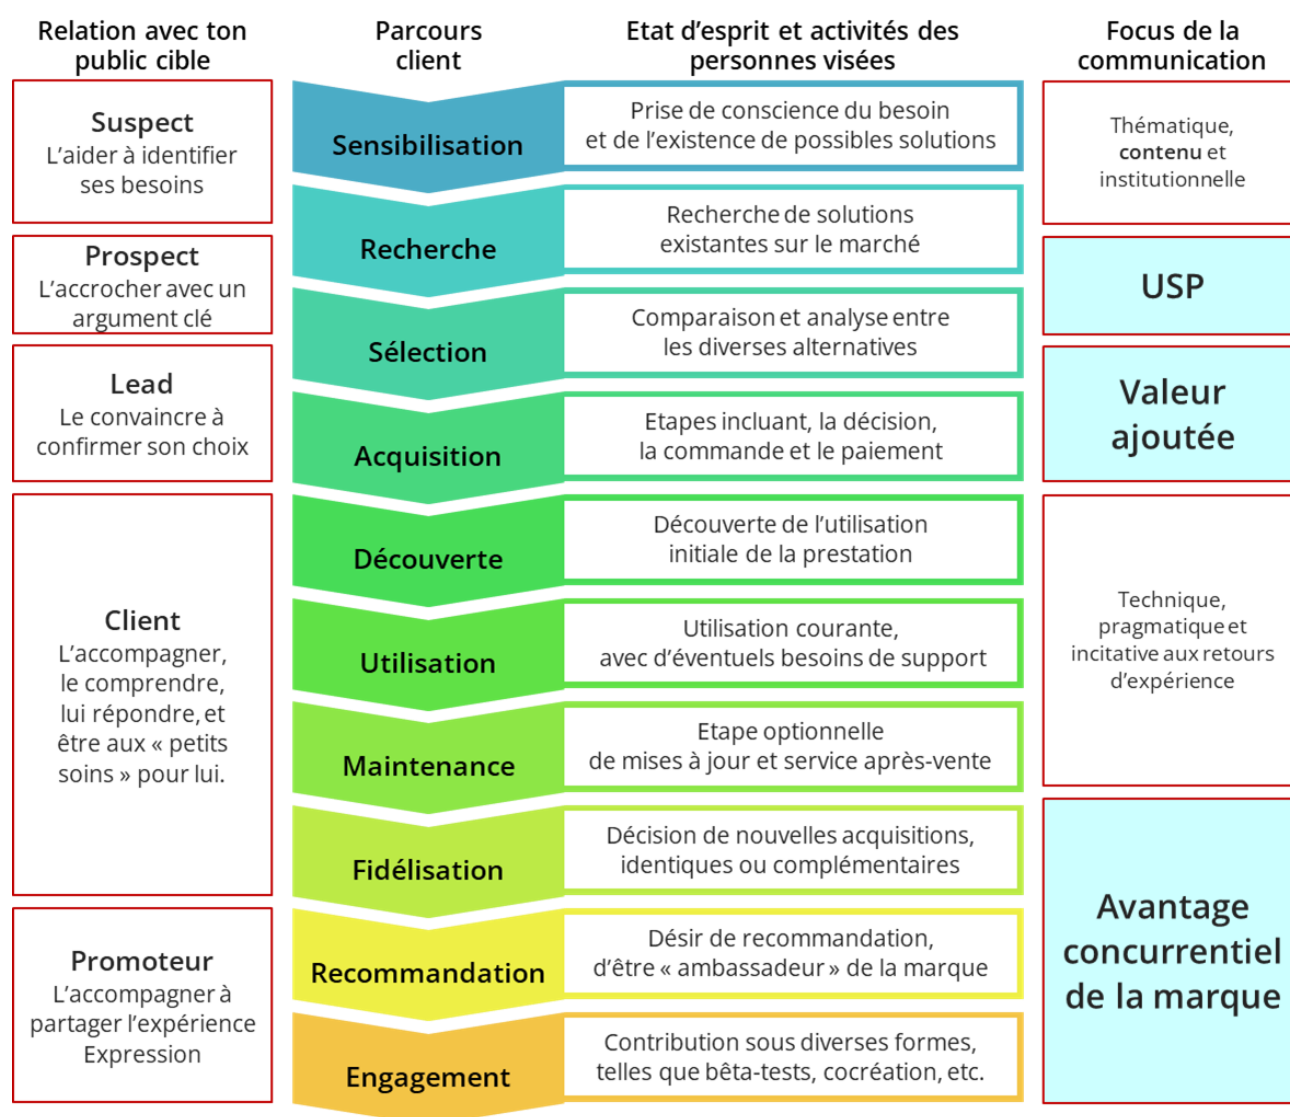 Relation avec ton
public cible
Parcours
client
Etat d’esprit et activités des
personnes visées
Focus de la
communication
Suspect
L’aider à identifier
ses besoins
Prospect
L’accrocher avec un
argument clé
Lead
Le convaincre à
confirmer son choix
Client
L’accompagner,
le comprendre,
lui répondre, et
être aux « petits
soins » pour lui.
Promoteur
L’accompagner à
partager l’expérience
Expression
Sensibilisation
Prise de conscience du besoin
et de l’existence de possibles solutions
Recherche
Recherche de solutions
existantes sur le marché
Sélection
Comparaison et analyse entre
les diverses alternatives
Acquisition
Etapes incluant, la décision,
la commande et le paiement
Découverte
Découverte de l’utilisation
initiale de la prestation
Utilisation
Utilisation courante,
avec d’éventuels besoins de support
Maintenance
Etape optionnelle
de mises à jour et service après-vente
Fidélisation
Décision de nouvelles acquisitions,
identiques ou complémentaires
Recommandation
Désir de recommandation,
d’être « ambassadeur » de la marque
Engagement
Contribution sous diverses formes,
telles que bêta-tests, cocréation, etc.
Thématique,
contenu et
institutionnelle
USP
Valeur
ajoutée
Technique,
pragmatique et
incitative aux retours
d’expérience
Avantage
concurrentiel
de la marque